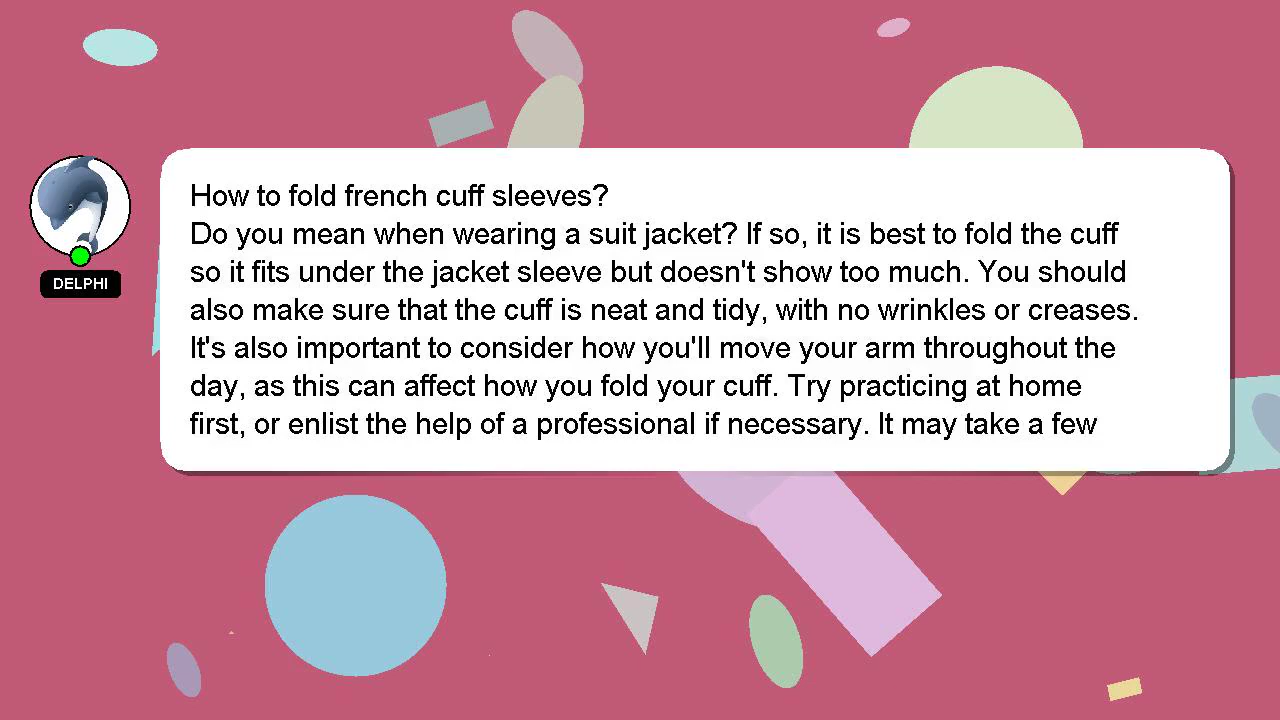 How to fold french cuff sleeves?
Do you mean when wearing a suit jacket? If so, it is best to fold the cuff
so it fits under the jacket sleeve but doesn't show too much. You should
also make sure that the cuff is neat and tidy, with no wrinkles or creases.
It's also important to consider how you'll move your arm throughout the
day, as this can affect how you fold your cuff. Try practicing at home
first, or enlist the help of a professional if necessary. It may take a few
DELPHI